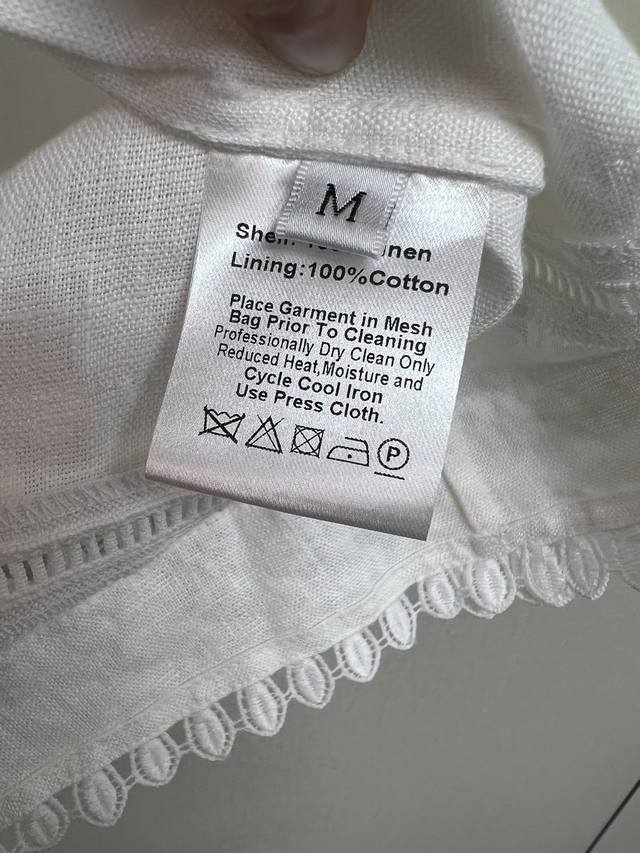 M
Lining:100%Cotton
Place Garment in Mesh
Bag Prior To Cleaning
Professionally Dry Clean Only
Reduced Heat,Moisture and
Cycle Cool Iron
Use Press Cloth.
P